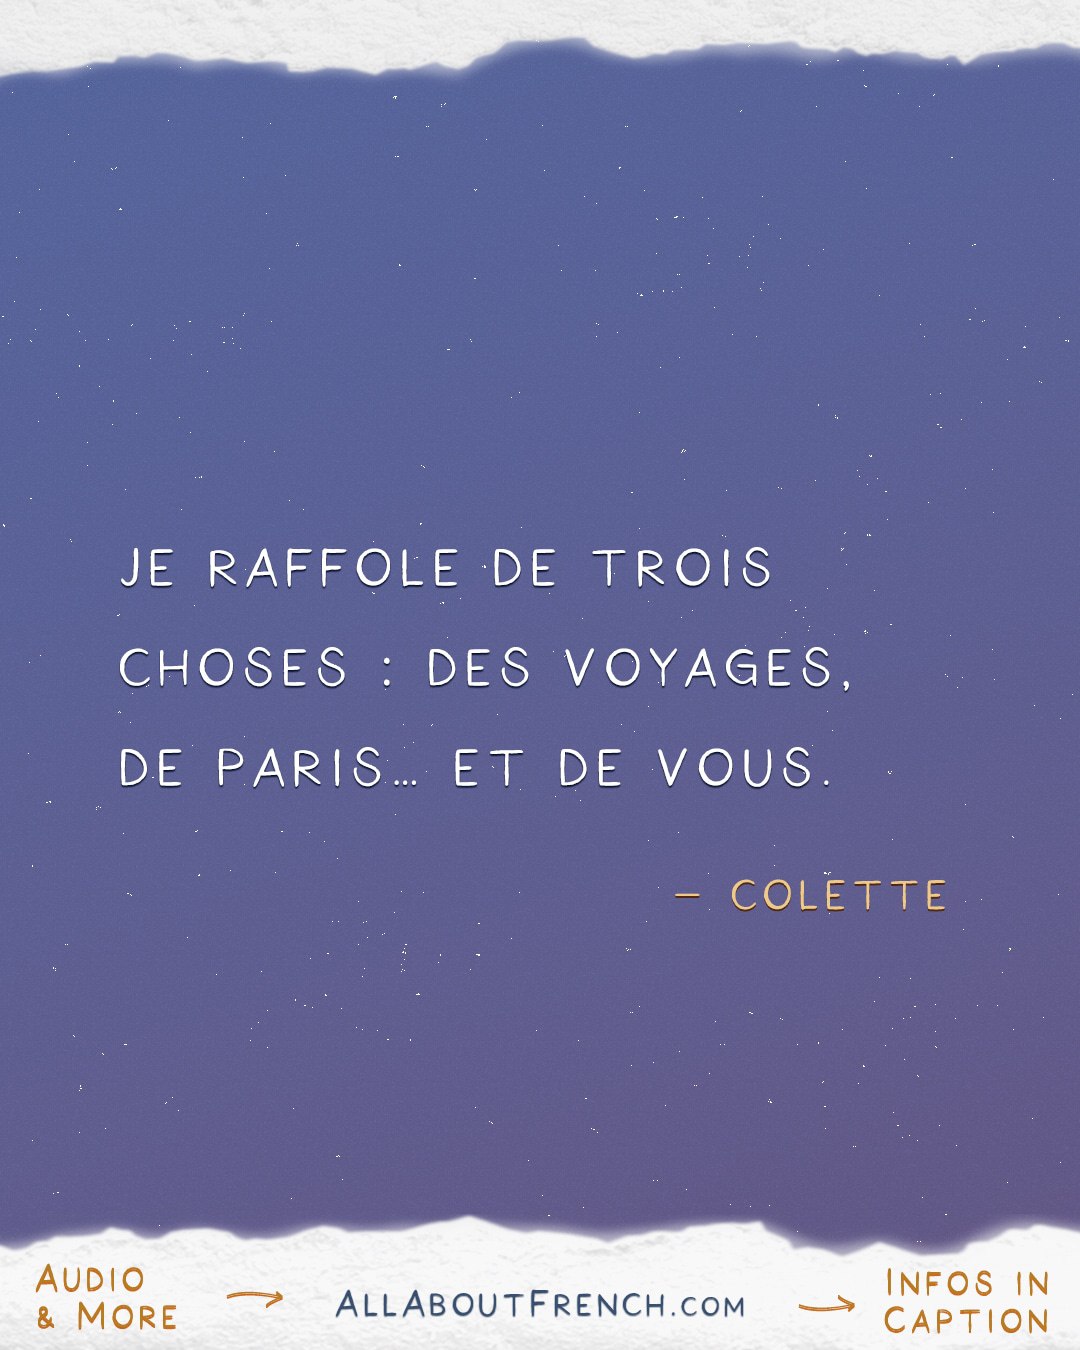 JE RAFFOLE DE TROIS
CHOSES : DES VOYAGES,
DE PARIS… ET DE VOUS.
– COLETTE
AUDIO
& MORE
ALLABOUTFRENCH.COM
INFOS IN
CAPTION